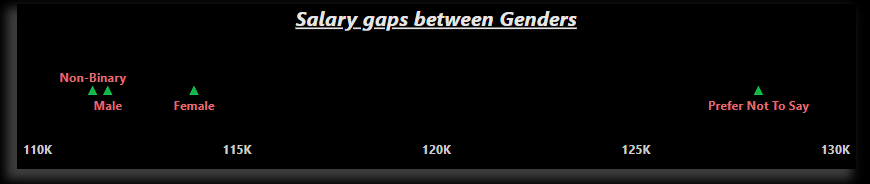 Salary gaps between Genders
Non-Binary
Male
Female
Prefer Not To Say
110K
115K
120K
125K
130K